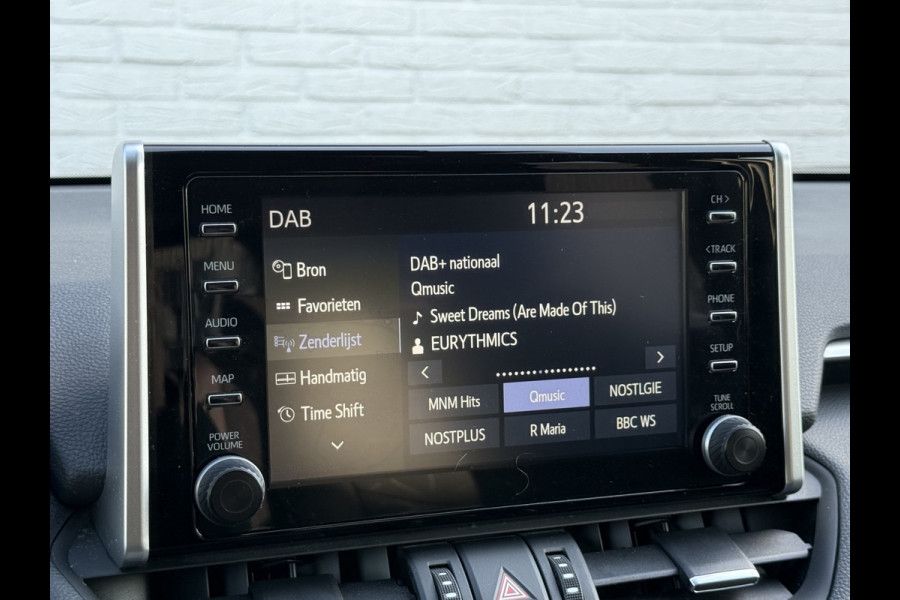 HOME
MENU
AUDIO
MAP
POWER
VOLUME
DAB
11:23
Bron
Favorieten
Zenderlijst
Handmatig
Time Shift
DAB+ nationaal
Qmusic
Sweet Dreams (Are Made Of This)
EURYTHMICS
MNM Hits
Qmusic
NOSTLGIE
NOSTPLUS
R Maria
BBC WS
CH >
< TRACK
PHONE
SETUP
TUNE
SCROLL